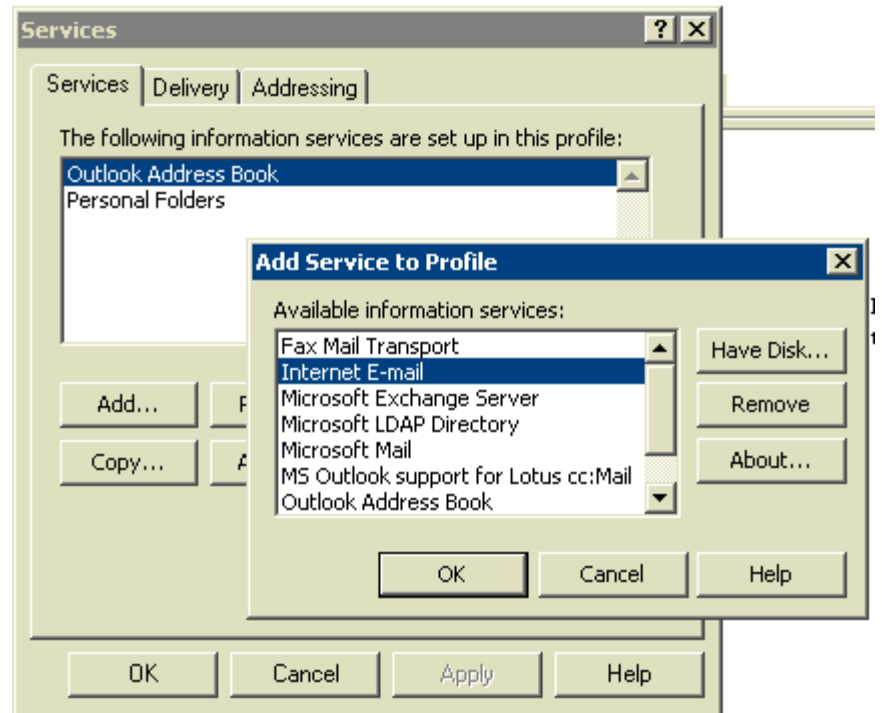 Services
Services Delivery Addressing
The following information services are set up in this profile:
Outlook Address Book
Personal Folders
Add...
Copy...
Add Service to Profile
Available information services:
Fax Mail Transport
Internet E-mail
Microsoft Exchange Server
Microsoft LDAP Directory
Microsoft Mail
MS Outlook support for Lotus cc:Mail
Outlook Address Book
Have Disk...
Remove
About...
OK Cancel Help
OK Cancel Apply Help